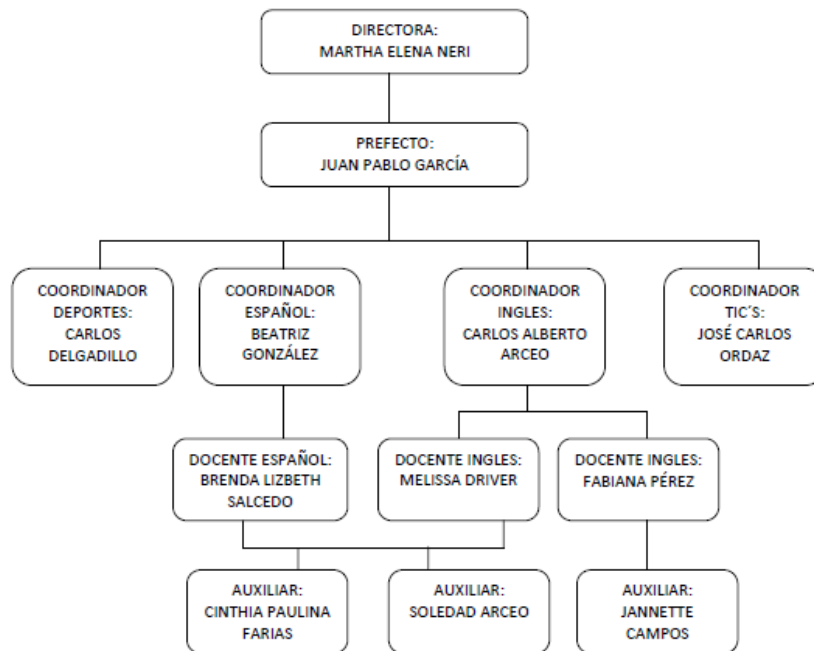 DIRECTORA:
MARTHA ELENA NERI
PREFECTO:
JUAN PABLO GARCÍA
COORDINADOR
DEPORTES:
CARLOS
DELGADILLO
COORDINADOR
ESPAÑOL:
BEATRIZ
GONZÁLEZ
COORDINADOR
INGLES:
CARLOS ALBERTO
ARCEO
COORDINADOR
TIC´S:
JOSÉ CARLOS
ORDAZ
DOCENTE ESPAÑOL:
BRENDA LIZBETH
SALCEDO
DOCENTE INGLES:
MELISSA DRIVER
DOCENTE INGLES:
FABIANA PÉREZ
AUXILIAR:
CINTHIA PAULINA
FARIAS
AUXILIAR:
SOLEDAD ARCEO
AUXILIAR:
JANNETTE
CAMPOS